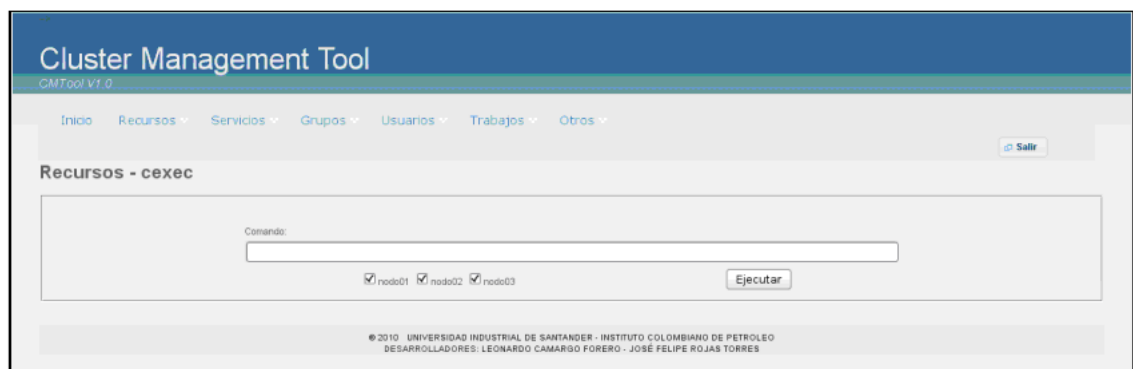 Cluster Management Tool
CMTool V1.0
Inicio Recursos Servicios Grupos Usuarios Trabajos Otros
Salir
Recursos - cexec
Comando:
nodo01 nodo02 nodo03 Ejecutar
© 2010 UNIVERSIDAD INDUSTRIAL DE SANTANDER - INSTITUTO COLOMBIANO DE PETROLEO
DESARROLLADORES: LEONARDO CAMARGO FORERO - JOSÉ FELIPE ROJAS TORRES